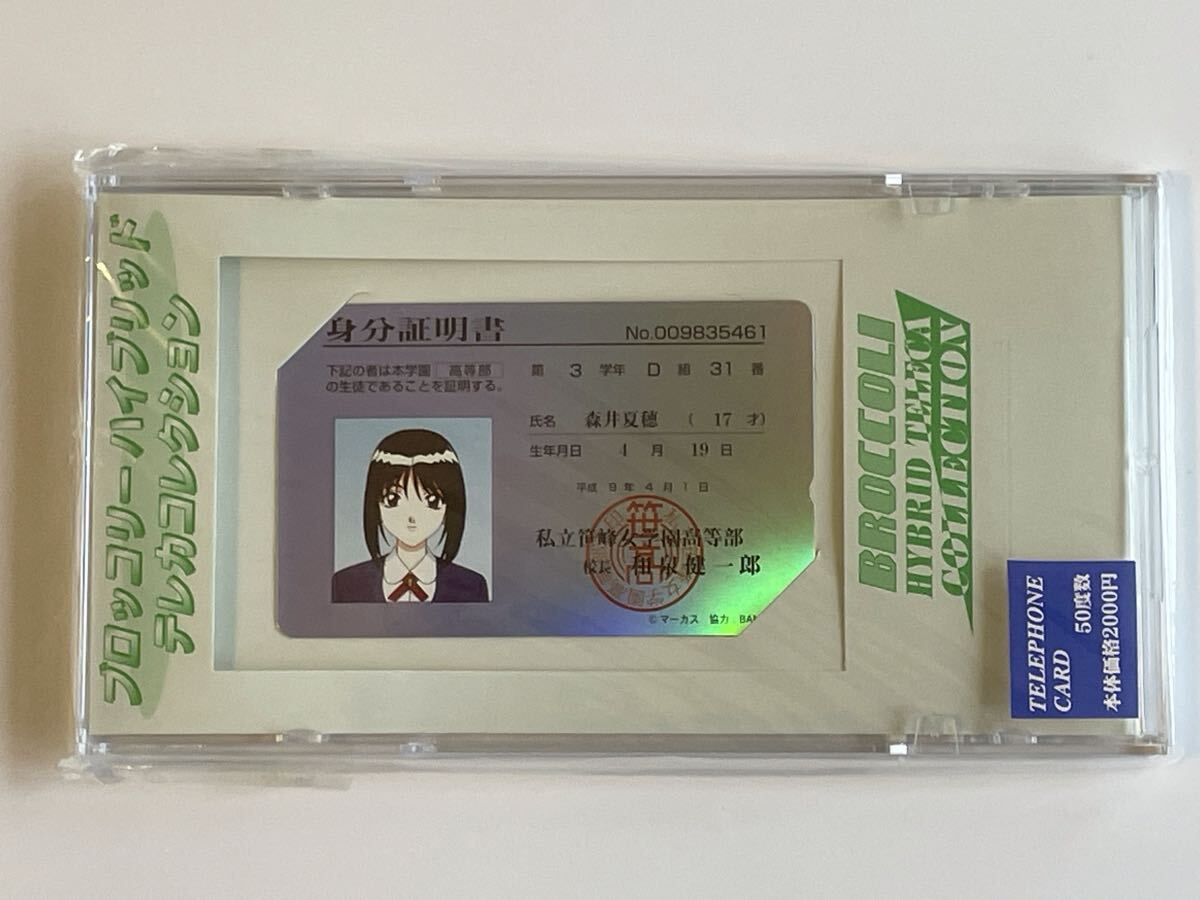 ブロッコリーハイブリッド
テレカコレクション
身分証明書
No.009835461
下記の者は本学園 高等部
の生徒であることを証明する。
第 3 学年 D 組 31 番
氏名 森井夏穂 ( 17 才)
生年月日 4 月 19 日
平成 9 年 4 月 1 日
私立笹峰女学園高等部
校長 和泉健一郎
©マーカス 協力 BAN
BROCCOLI
HYBRID TELECA
COLLECTION
TELEPHONE
CARD 50度数
本体価格2000円